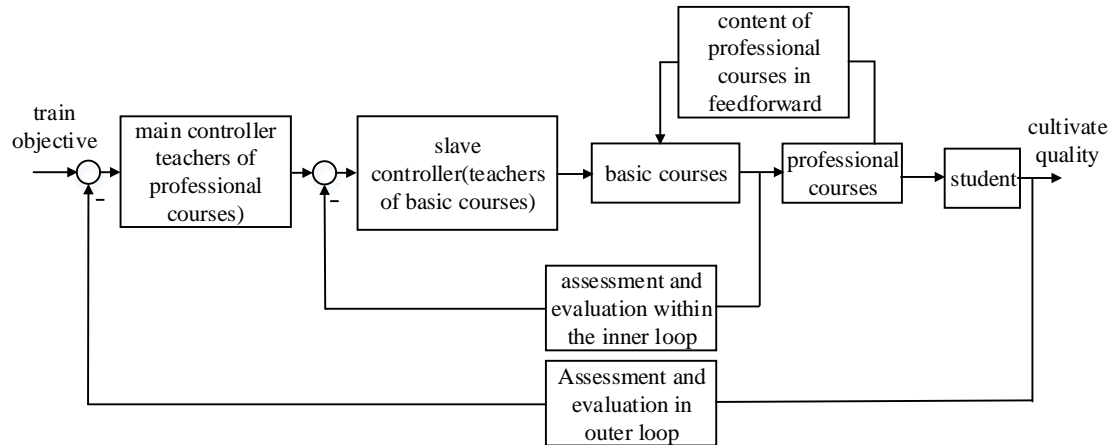 content of
professional
courses in
feedforward
train
objective
main controller
teachers of
professional
courses)
slave
controller(teachers
of basic courses)
basic courses
professional
courses
student
cultivate
quality
–
–
assessment and
evaluation within
the inner loop
Assessment and
evaluation in
outer loop